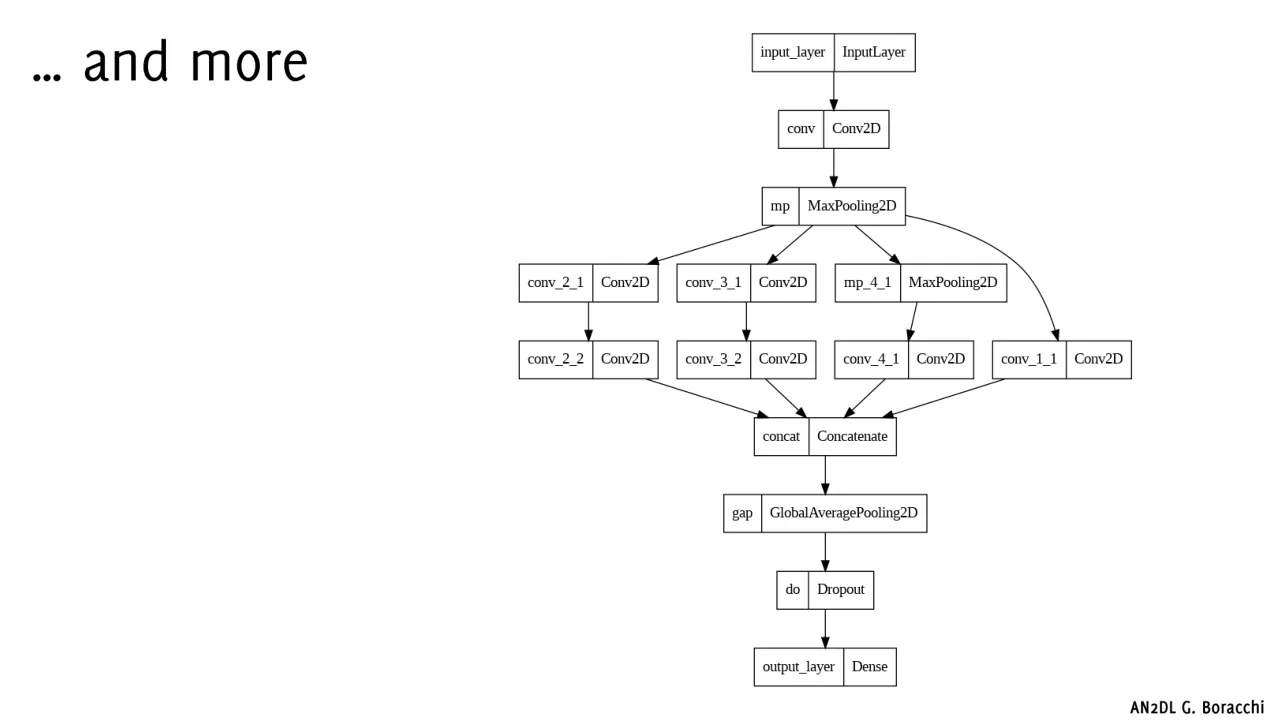 ... and more
input_layer InputLayer
conv Conv2D
mp MaxPooling2D
conv_2_1 Conv2D conv_3_1 Conv2D mp_4_1 MaxPooling2D
conv_2_2 Conv2D conv_3_2 Conv2D conv_4_1 Conv2D conv_1_1 Conv2D
concat Concatenate
gap GlobalAveragePooling2D
do Dropout
output_layer Dense
AN2DL G. Boracchi